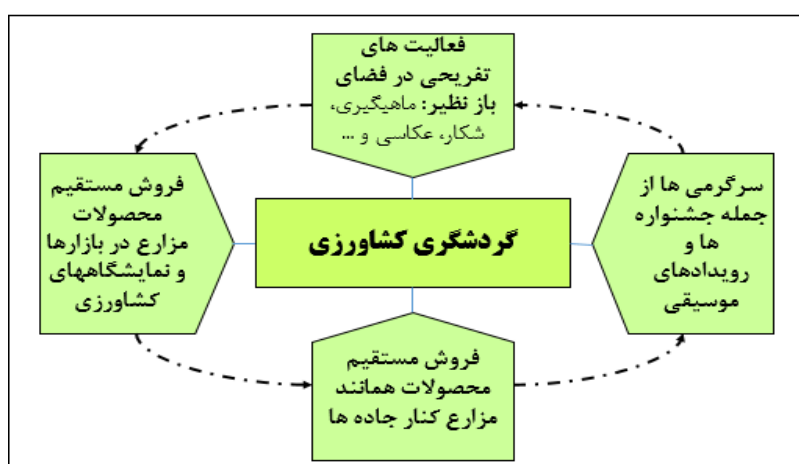 فعالیت های
تفریحی در فضای
باز نظیر: ماهیگیری،
شکار، عکاسی و ...
سرگرمی ها از
جمله جشنواره
ها و
رویدادهای
موسیقی
گردشگری کشاورزی
فروش مستقیم
محصولات
مزارع در بازارها
و نمایشگاههای
کشاورزی
فروش مستقیم
محصولات همانند
مزارع کنار جاده ها